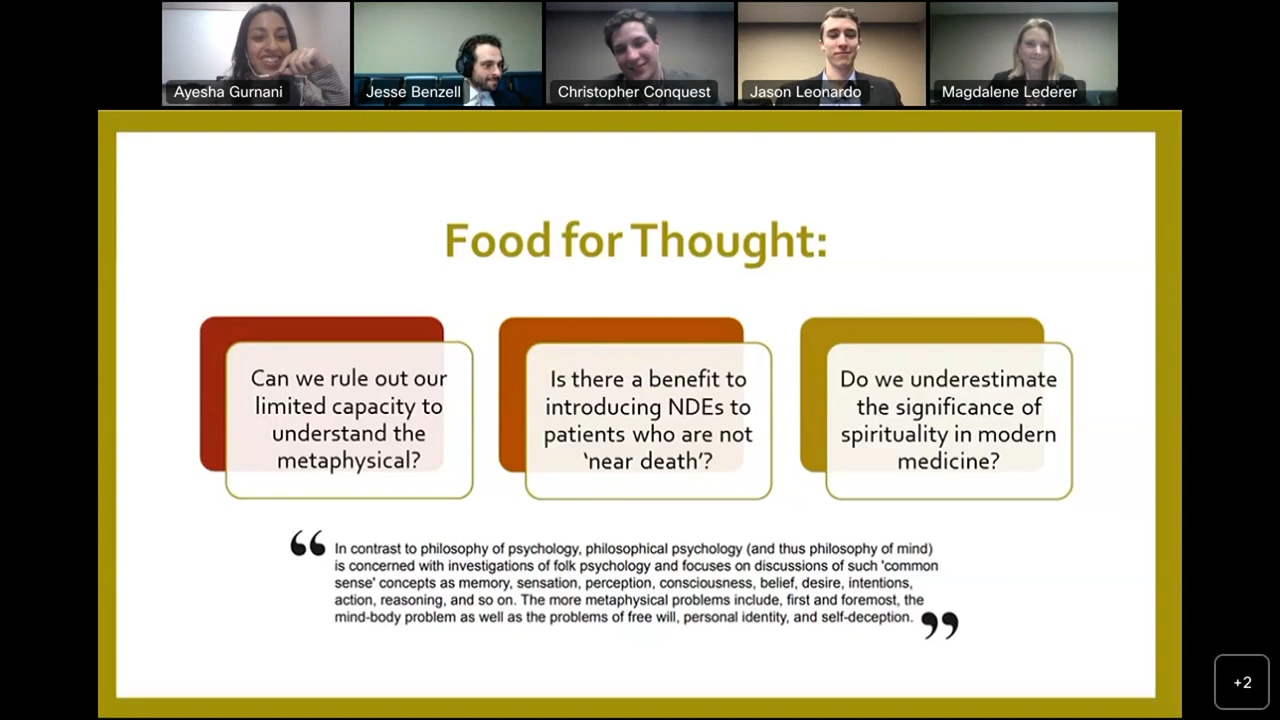 Ayesha Gurnani
Jesse Benzell
Christopher Conquest
Jason Leonardo
Magdalene Lederer
Food for Thought:
Can we rule out our
limited capacity to
understand the
metaphysical?
Is there a benefit to
introducing NDEs to
patients who are not
‘near death’?
Do we underestimate
the significance of
spirituality in modern
medicine?
“ In contrast to philosophy of psychology, philosophical psychology (and thus philosophy of mind)
is concerned with investigations of folk psychology and focuses on discussions of such 'common
sense' concepts as memory, sensation, perception, consciousness, belief, desire, intentions,
action, reasoning, and so on. The more metaphysical problems include, first and foremost, the
mind-body problem as well as the problems of free will, personal identity, and self-deception. ”
+2